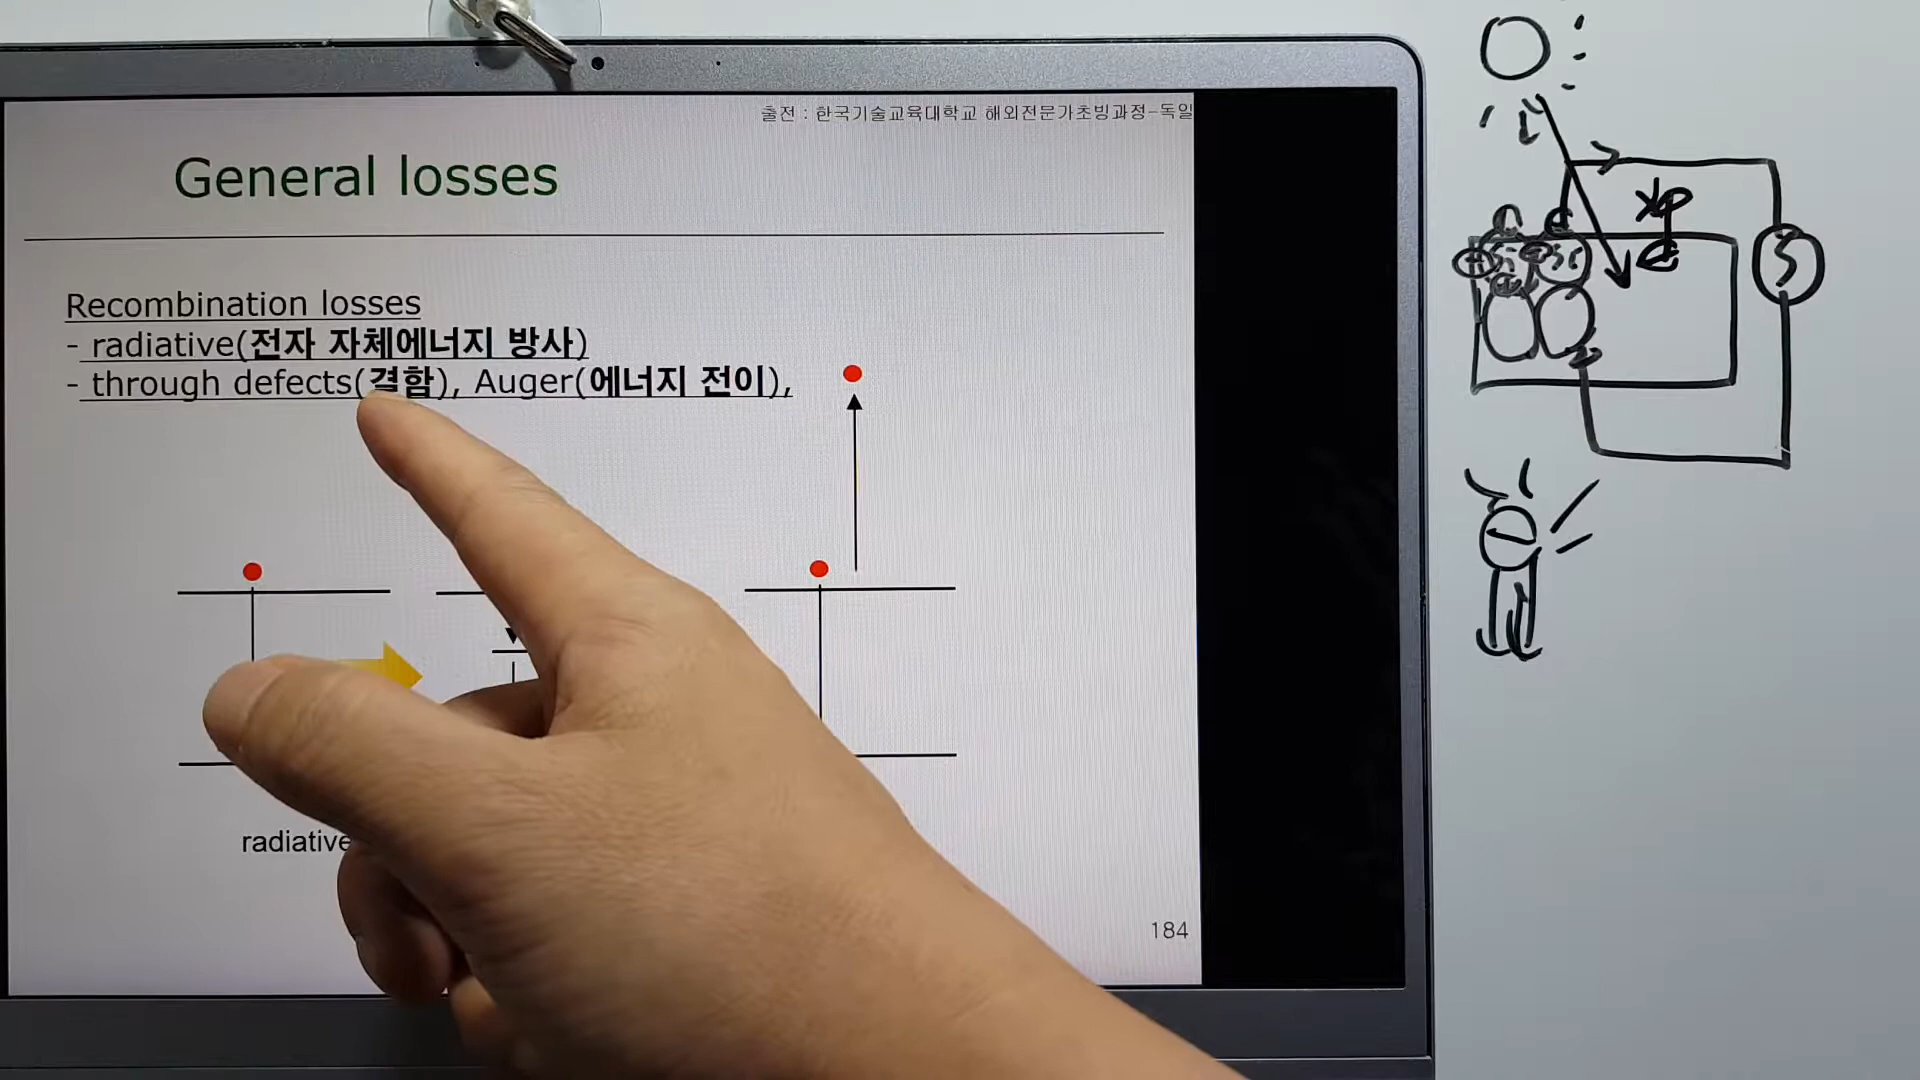 출전 : 한국기술교육대학교 해외전문가초빙과정-독일
General losses
Recombination losses
- radiative(전자 자체에너지 방사)
- through defects(결함), Auger(에너지 전이),
radiative
184
Si
Si
S